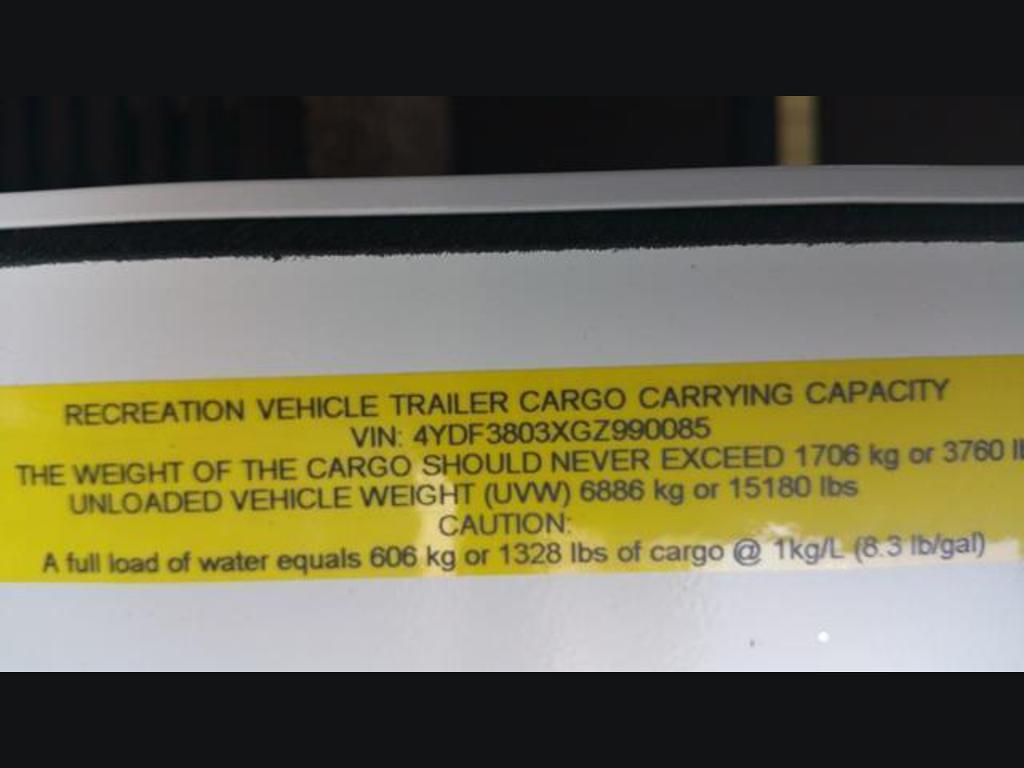 RECREATION VEHICLE TRAILER CARGO CARRYING CAPACITY
VIN: 4YDF3803XGZ990085
THE WEIGHT OF THE CARGO SHOULD NEVER EXCEED 1706 kg or 3760 lb
UNLOADED VEHICLE WEIGHT (UVW) 6886 kg or 15180 lbs
CAUTION:
A full load of water equals 606 kg or 1328 lbs of cargo @ 1kg/L (8.3 lb/gal)